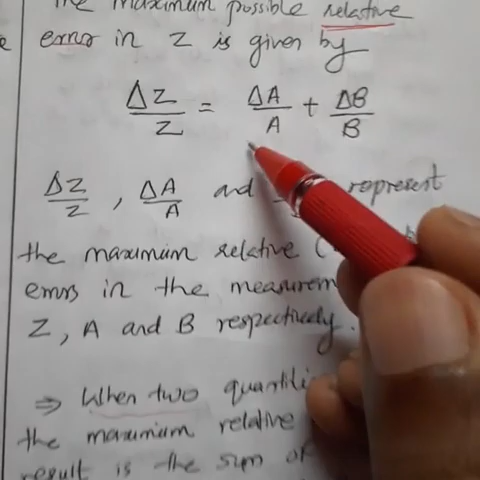 The maximum possible relative
error in Z is given by
ΔZ/Z = ΔA/A + ΔB/B
ΔZ/Z , ΔA/A and represent
the maximum relative (
errors in the measurem
Z, A and B respectively.
⇒ When two quantiti
the maximum relative
result is the sum of